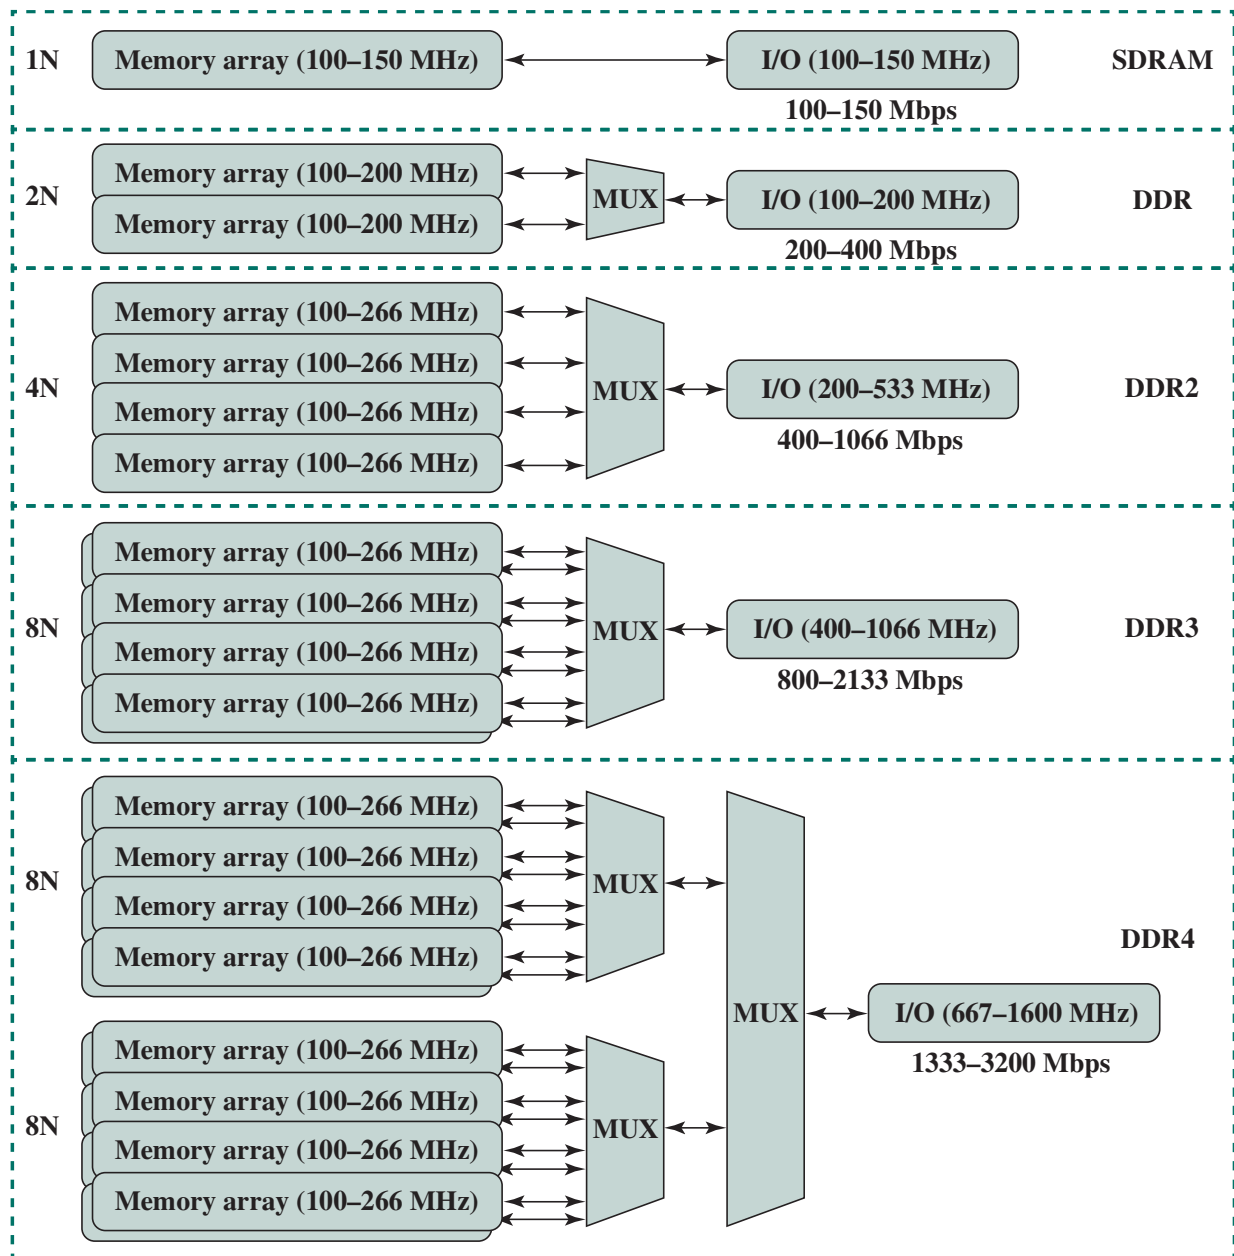 1N Memory array (100–150 MHz) I/O (100–150 MHz) SDRAM
100–150 Mbps
Memory array (100–200 MHz)
2N MUX I/O (100–200 MHz) DDR
Memory array (100–200 MHz)
200–400 Mbps
Memory array (100–266 MHz)
Memory array (100–266 MHz)
4N MUX I/O (200–533 MHz) DDR2
Memory array (100–266 MHz)
400–1066 Mbps
Memory array (100–266 MHz)
Memory array (100–266 MHz)
Memory array (100–266 MHz)
8N MUX I/O (400–1066 MHz) DDR3
Memory array (100–266 MHz)
800–2133 Mbps
Memory array (100–266 MHz)
Memory array (100–266 MHz)
Memory array (100–266 MHz)
8N MUX
Memory array (100–266 MHz)
DDR4
Memory array (100–266 MHz)
MUX I/O (667–1600 MHz)
Memory array (100–266 MHz)
1333–3200 Mbps
Memory array (100–266 MHz)
8N MUX
Memory array (100–266 MHz)
Memory array (100–266 MHz)